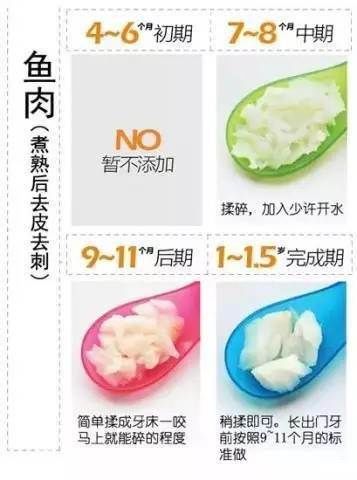 鱼肉(煮熟后去皮去刺)
4~6个月初期
7~8个月中期
NO
暂不添加
揉碎，加入少许开水
9~11个月后期
1~1.5岁完成期
简单揉成牙床一咬
马上就能碎的程度
稍揉即可。长出门牙
前按照9~11个月的标
准做